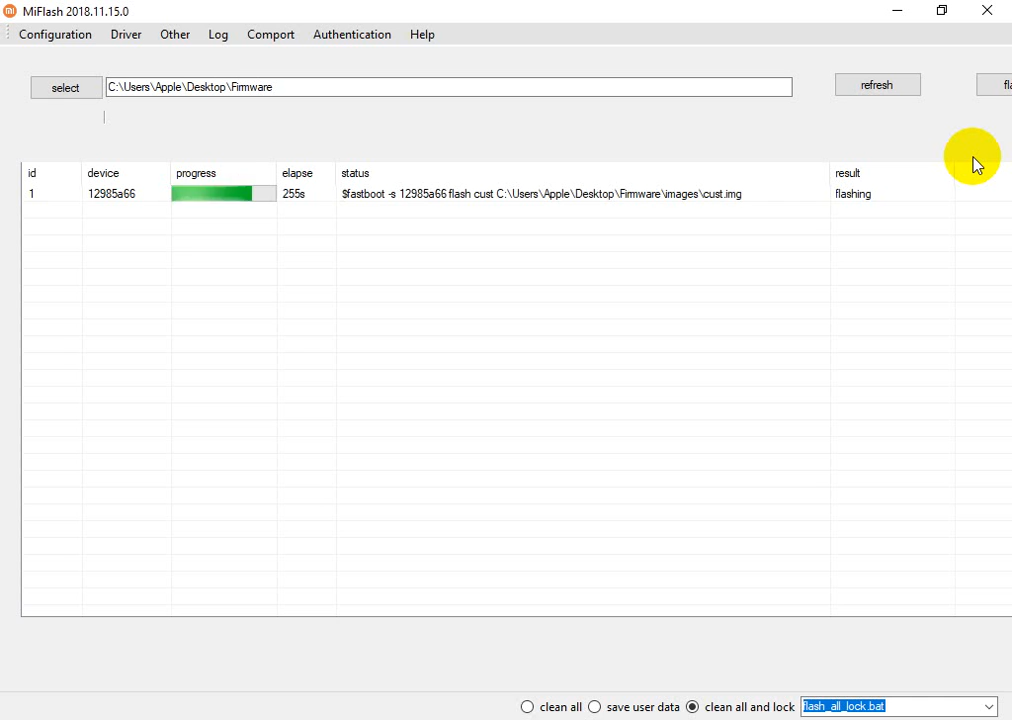 MiFlash 2018.11.15.0
Configuration Driver Other Log Comport Authentication Help
select C:\Users\Apple\Desktop\Firmware refresh fla
id device progress elapse status result
1 12985a66 255s $fastboot -s 12985a66 flash cust C:\Users\Apple\Desktop\Firmware\images\cust.img flashing
clean all save user data clean all and lock flash_all_lock.bat